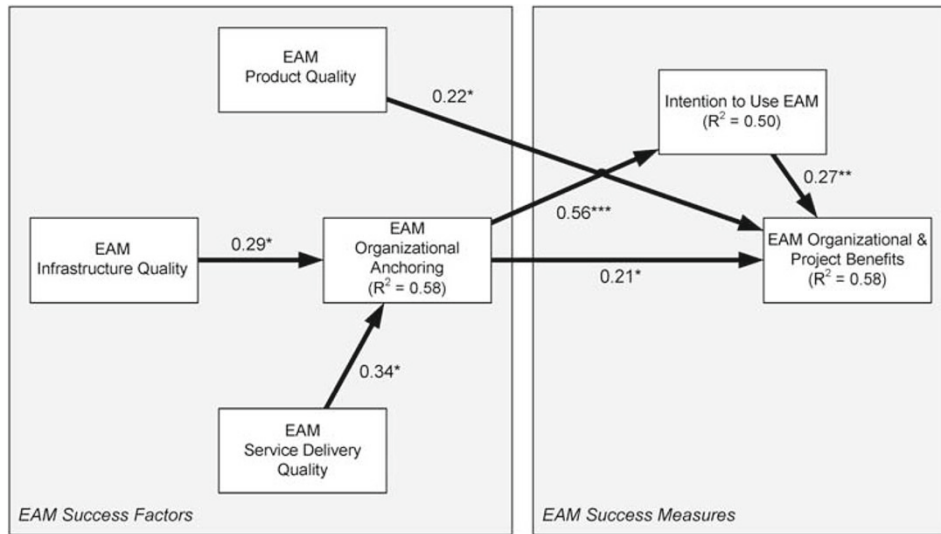 EAM
Product Quality
0.22*
Intention to Use EAM
(R² = 0.50)
0.27**
0.56***
EAM
Infrastructure Quality
0.29*
EAM
Organizational
Anchoring
(R² = 0.58)
0.21*
EAM Organizational &
Project Benefits
(R² = 0.58)
0.34*
EAM
Service Delivery
Quality
EAM Success Factors
EAM Success Measures